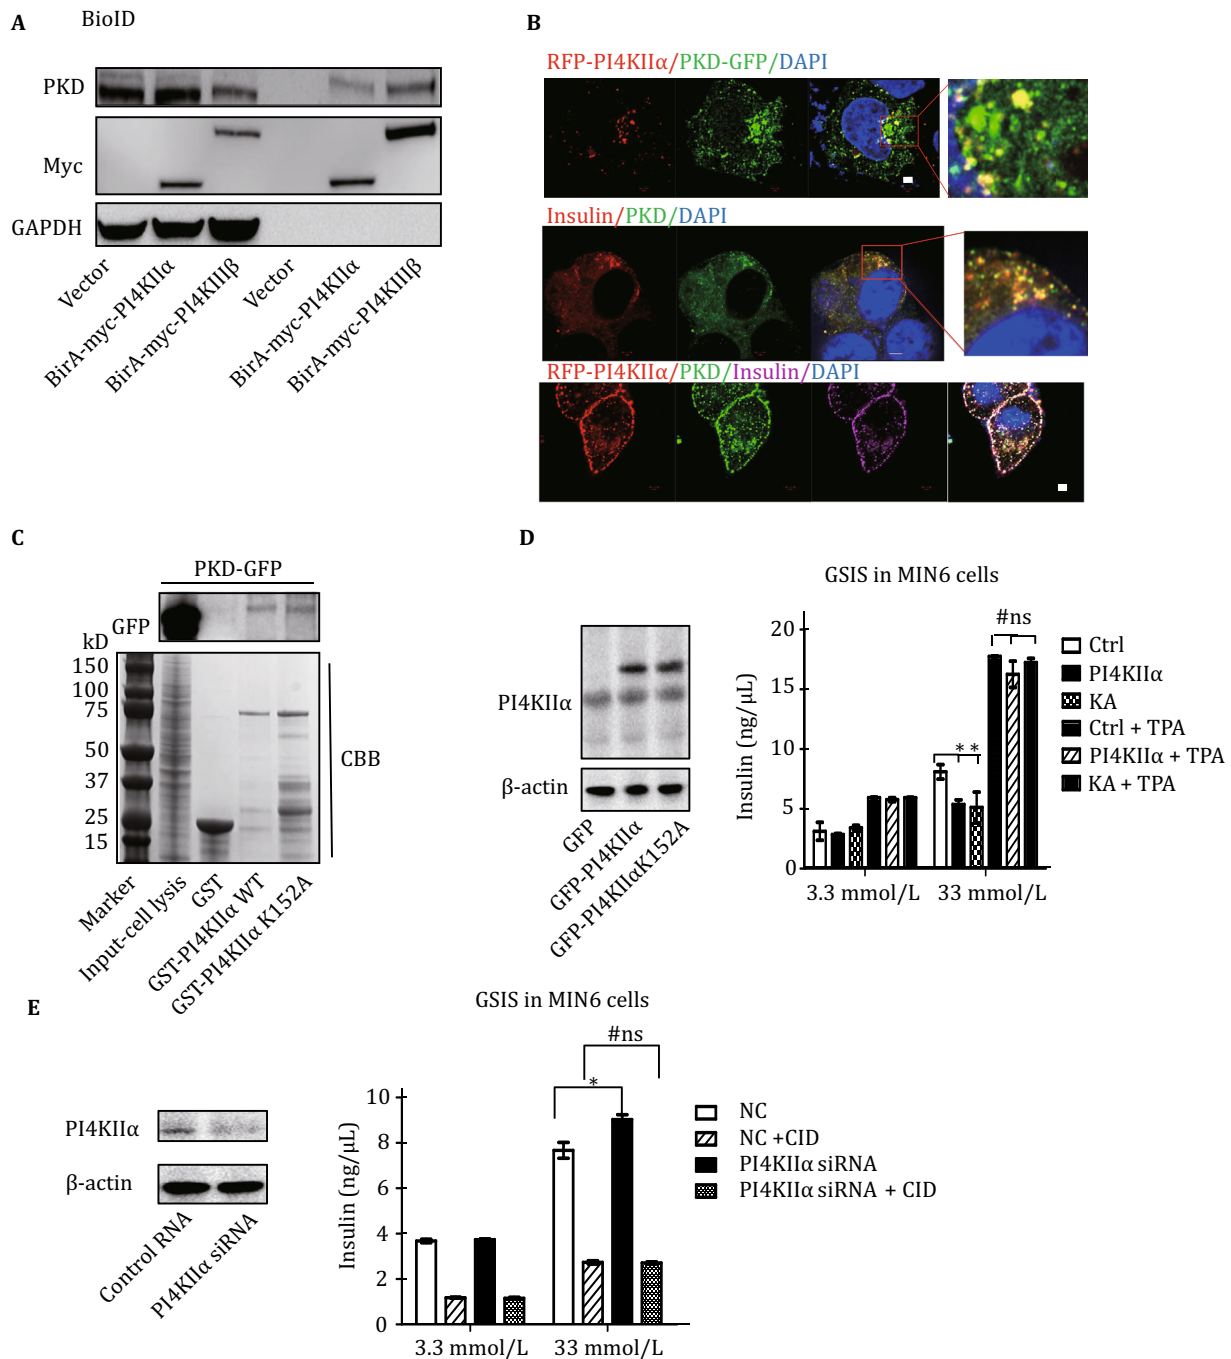 A
BioID
PKD
Myc
GAPDH
Vector
BirA-myc-PI4KIIα
BirA-myc-PI4KIIIβ
Vector
BirA-myc-PI4KIIα
BirA-myc-PI4KIIIβ
B
RFP-PI4KIIα/PKD-GFP/DAPI
Insulin/PKD/DAPI
RFP-PI4KIIα/PKD/Insulin/DAPI
C
PKD-GFP
GFP
kD
150
100
75
50
37
25
15
CBB
Marker
Input-cell lysis
GST
GST-PI4KIIα WT
GST-PI4KIIα K152A
D
PI4KIIα
β-actin
GFP
GFP-PI4KIIα
GFP-PI4KIIαK152A
GSIS in MIN6 cells
Insulin (ng/μL)
20
15
10
5
0
* *
#ns
3.3 mmol/L
33 mmol/L
Ctrl
PI4KIIα
KA
Ctrl + TPA
PI4KIIα + TPA
KA + TPA
E
PI4KIIα
β-actin
Control RNA
PI4KIIα siRNA
GSIS in MIN6 cells
Insulin (ng/μL)
10
8
6
4
2
0
#ns
*
3.3 mmol/L
33 mmol/L
NC
NC +CID
PI4KIIα siRNA
PI4KIIα siRNA + CID